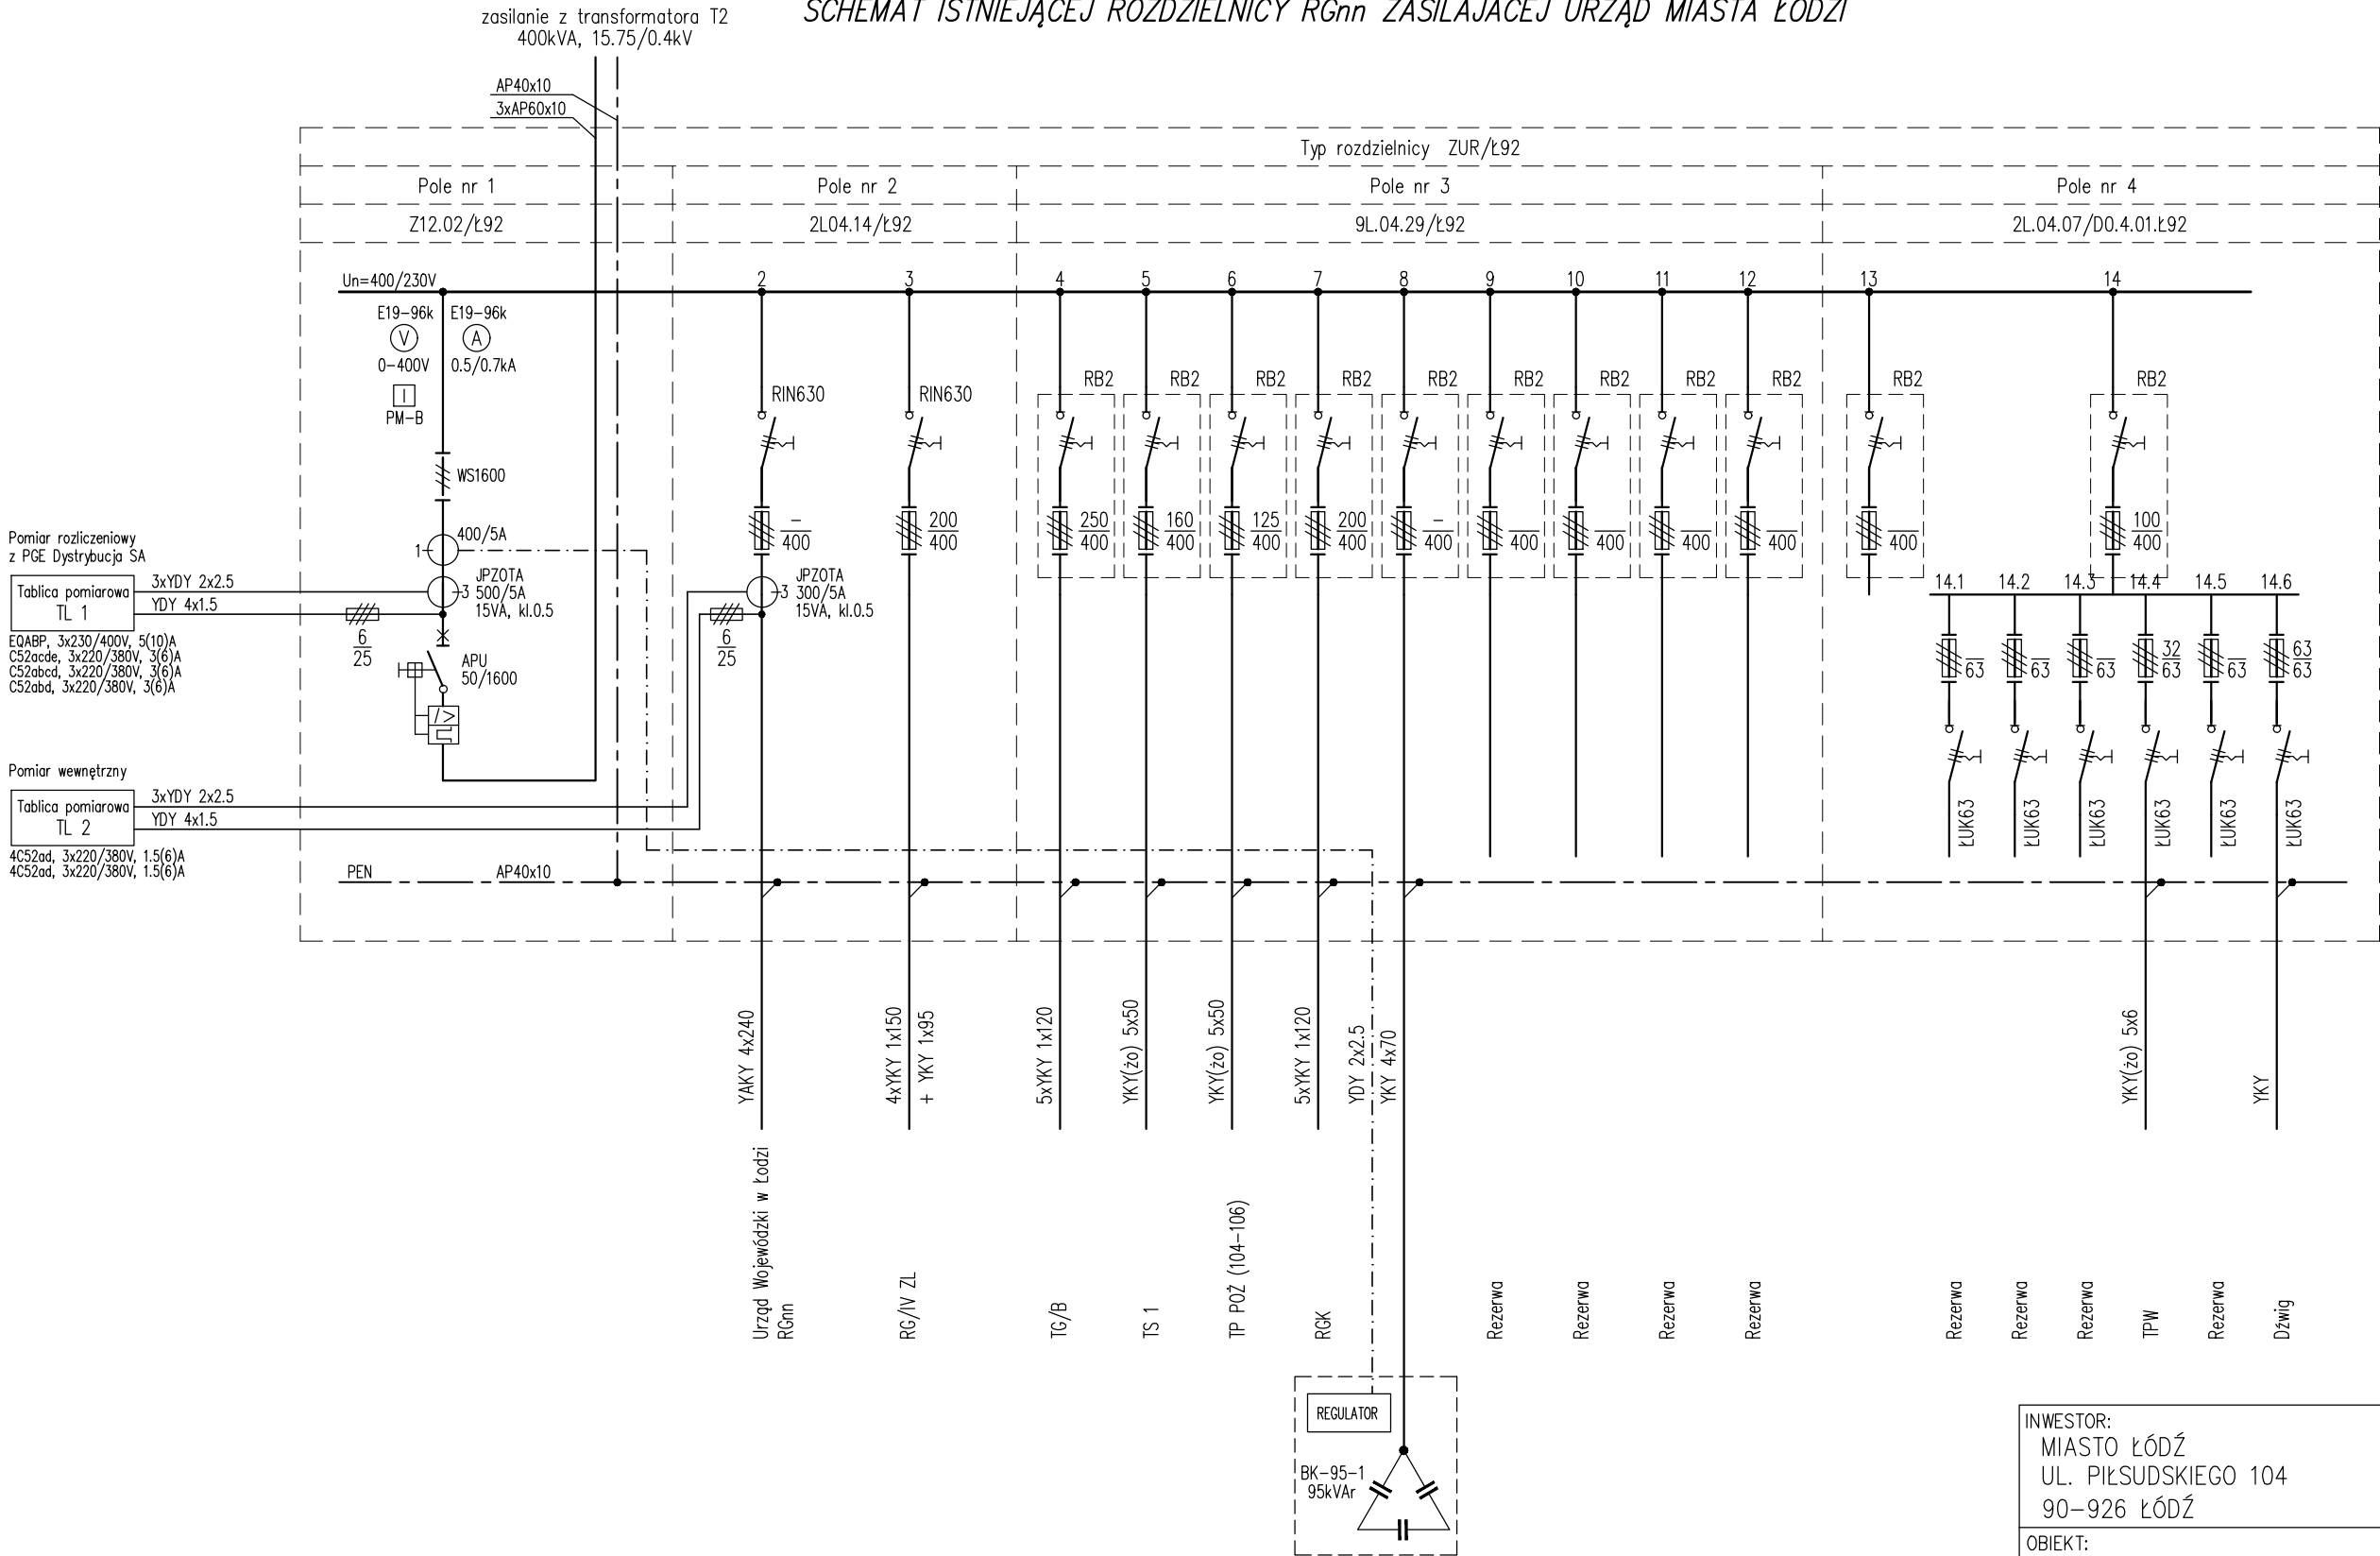 SCHEMAT ISTNIEJĄCEJ ROZDZIELNICY RGnn ZASILAJĄCEJ URZĄD MIASTA ŁODZI
zasilanie z transformatora T2
400kVA, 15.75/0.4kV
AP40x10
3xAP60x10
Typ rozdzielnicy ZUR/Ł92
Pole nr 1
Pole nr 2
Pole nr 3
Pole nr 4
Z12.02/Ł92
2L04.14/Ł92
9L.04.29/Ł92
2L.04.07/D0.4.01.Ł92
Un=400/230V
2
3
4
5
6
7
8
9
10
11
12
13
14
E19-96k
E19-96k
V
A
0-400V
0.5/0.7kA
I
PM-B
RIN630
RIN630
RB2
RB2
RB2
RB2
RB2
RB2
RB2
RB2
RB2
RB2
RB2
WS1600
400/5A
1
–
400
200
400
250
400
160
400
125
400
200
400
–
400
400
400
400
400
400
100
400
Pomiar rozliczeniowy
z PGE Dystrybucja SA
Tablica pomiarowa
TL 1
3xYDY 2x2.5
YDY 4x1.5
EQABP, 3x230/400V, 5(10)A
C52acde, 3x220/380V, 3(6)A
C52abcd, 3x220/380V, 3(6)A
C52abd, 3x220/380V, 3(6)A
6
25
3
JPZOTA
500/5A
15VA, kl.0.5
APU
50/1600
6
25
3
JPZOTA
300/5A
15VA, kl.0.5
14.1
14.2
14.3
14.4
14.5
14.6
63
63
63
32
63
63
63
63
ŁUK63
ŁUK63
ŁUK63
ŁUK63
ŁUK63
ŁUK63
Pomiar wewnętrzny
Tablica pomiarowa
TL 2
3xYDY 2x2.5
YDY 4x1.5
4C52ad, 3x220/380V, 1.5(6)A
4C52ad, 3x220/380V, 1.5(6)A
PEN
AP40x10
YAKY 4x240
4xYKY 1x150
+ YKY 1x95
5xYKY 1x120
YKY(żo) 5x50
YKY(żo) 5x50
5xYKY 1x120
YDY 2x2.5
YKY 4x70
YKY(żo) 5x6
YKY
Urząd Wojewódzki w Łodzi
RGnn
RG/IV ZL
TG/B
TS 1
TP POŻ (104-106)
RGK
Rezerwa
Rezerwa
Rezerwa
Rezerwa
Rezerwa
Rezerwa
Rezerwa
TPW
Rezerwa
Dźwig
REGULATOR
BK-95-1
95kVAr
INWESTOR:
MIASTO ŁÓDŹ
UL. PIŁSUDSKIEGO 104
90-926 ŁÓDŹ
OBIEKT: